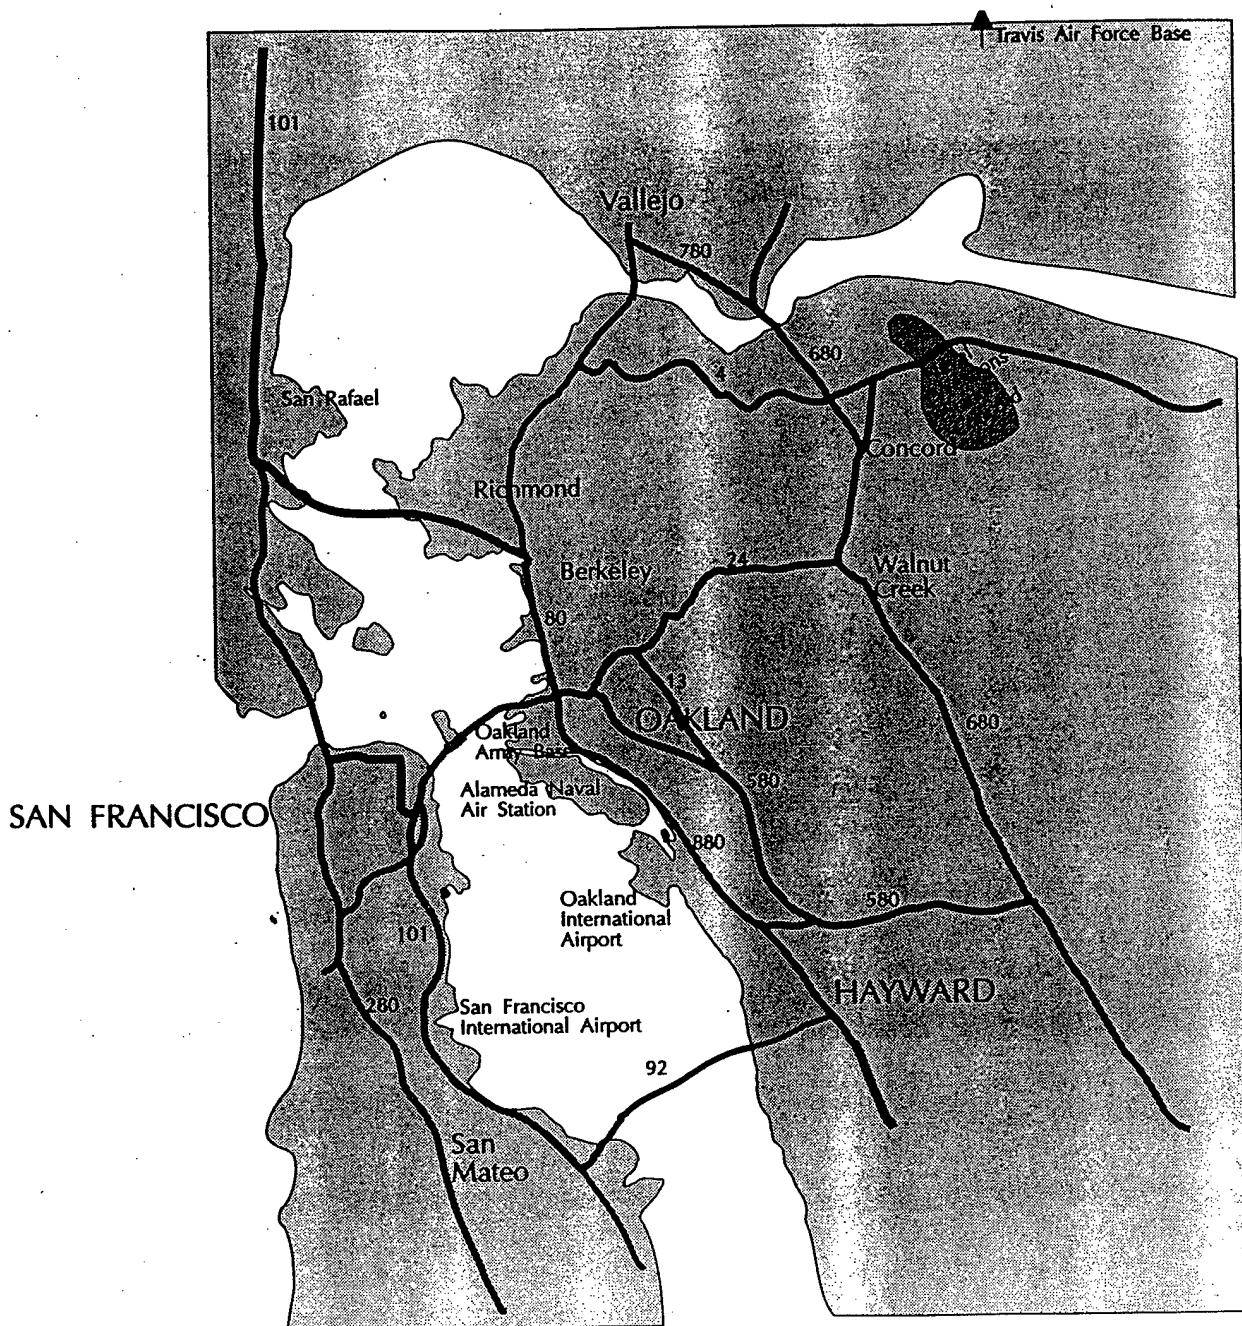 Travis Air Force Base
101
Vallejo
780
680
4
San Rafael
Concord
Richmond
24
Walnut
Creek
Berkeley
80
13
OAKLAND
680
Oakland
Army Base
580
Alameda Naval
Air Station
SAN FRANCISCO
880
580
Oakland
International
Airport
101
HAYWARD
280
San Francisco
International Airport
92
San
Mateo